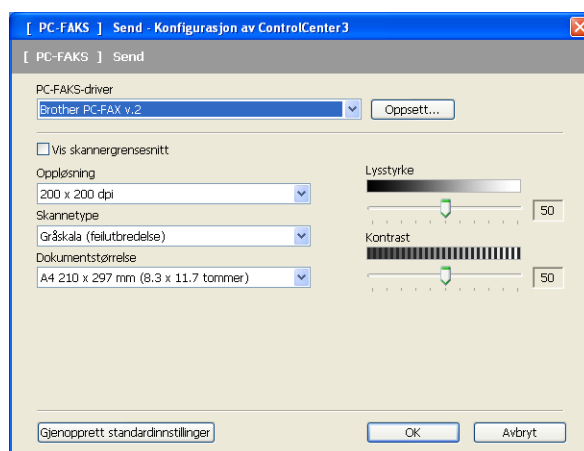 [ PC-FAKS ] Send - Konfigurasjon av ControlCenter3
[ PC-FAKS ] Send
PC-FAKS-driver
Brother PC-FAX v.2
Oppsett...
Vis skannergrensesnitt
Oppløsning
200 x 200 dpi
Skannetype
Gråskala (feilutbredelse)
Dokumentstørrelse
A4 210 x 297 mm (8.3 x 11.7 tommer)
Lysstyrke
50
Kontrast
50
Gjenopprett standardinnstillinger
OK
Avbryt